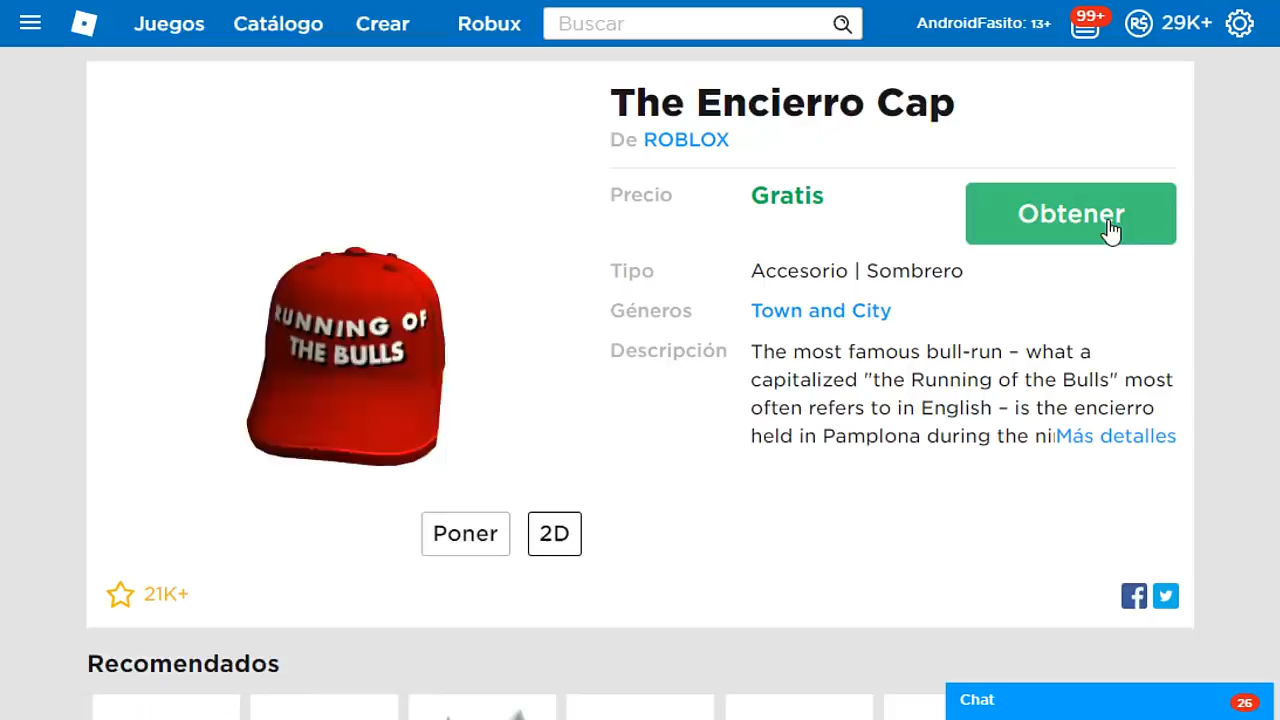 Juegos Catálogo Crear Robux Buscar AndroidFasito: 13+ 99+ R$ 29K+
The Encierro Cap
De ROBLOX
Precio Gratis Obtener
Tipo Accesorio | Sombrero
Géneros Town and City
Descripción The most famous bull-run – what a
capitalized "the Running of the Bulls" most
often refers to in English – is the encierro
held in Pamplona during the niMás detalles
RUNNING OF
THE BULLS
Poner 2D
21K+
Recomendados
Chat 26